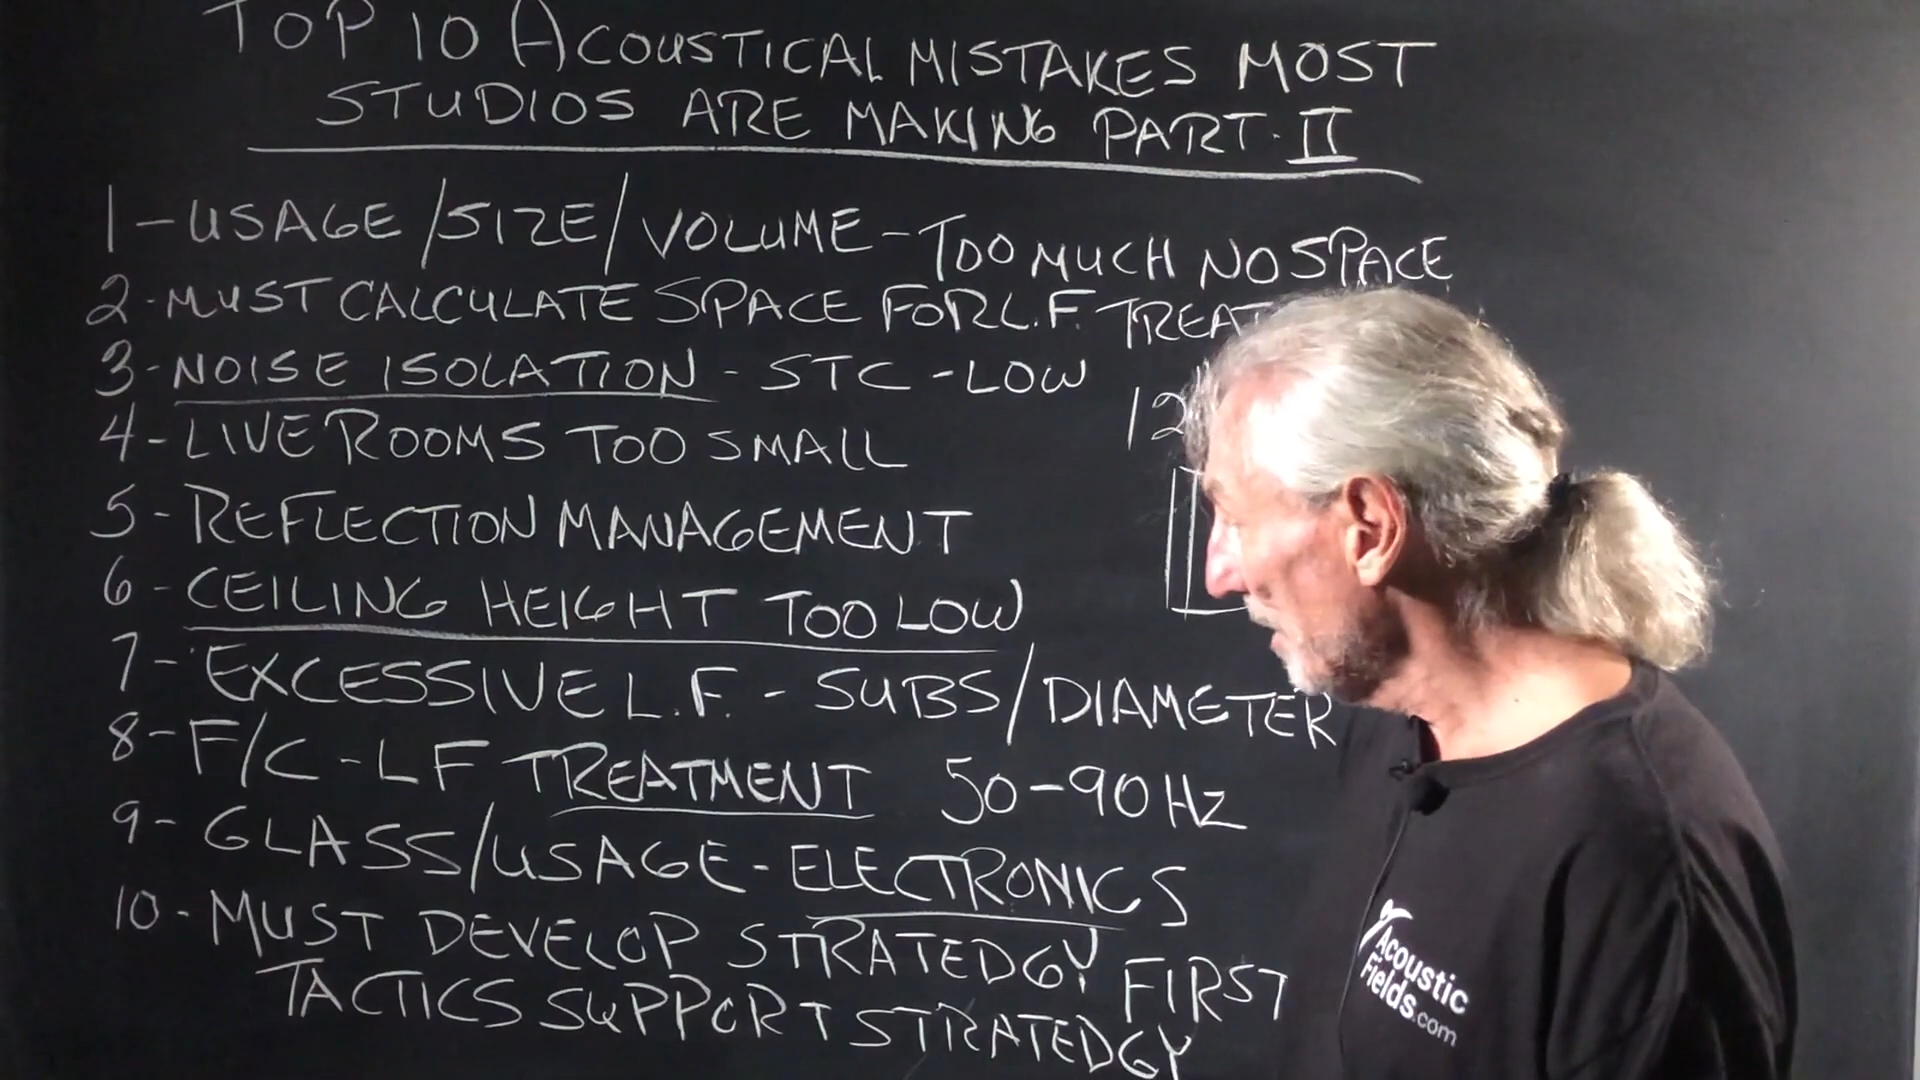 TOP 10 ACOUSTICAL MISTAKES MOST
STUDIOS ARE MAKING PART-II
1-USAGE/SIZE/VOLUME-TOO MUCH NO SPACE
2-MUST CALCULATE SPACE FOR L.F. TREAT
3-NOISE ISOLATION-STC-LOW
12
4-LIVE ROOMS TOO SMALL
5-REFLECTION MANAGEMENT
6-CEILING HEIGHT TOO LOW
7-EXCESSIVE L.F.-SUBS/DIAMETER
8-F/C-LF TREATMENT 50-90HZ
9-GLASS/USAGE-ELECTRONICS
10-MUST DEVELOP STRATEDGY FIRST
TACTICS SUPPORT STRATEDGY
Acoustic
Fields.com